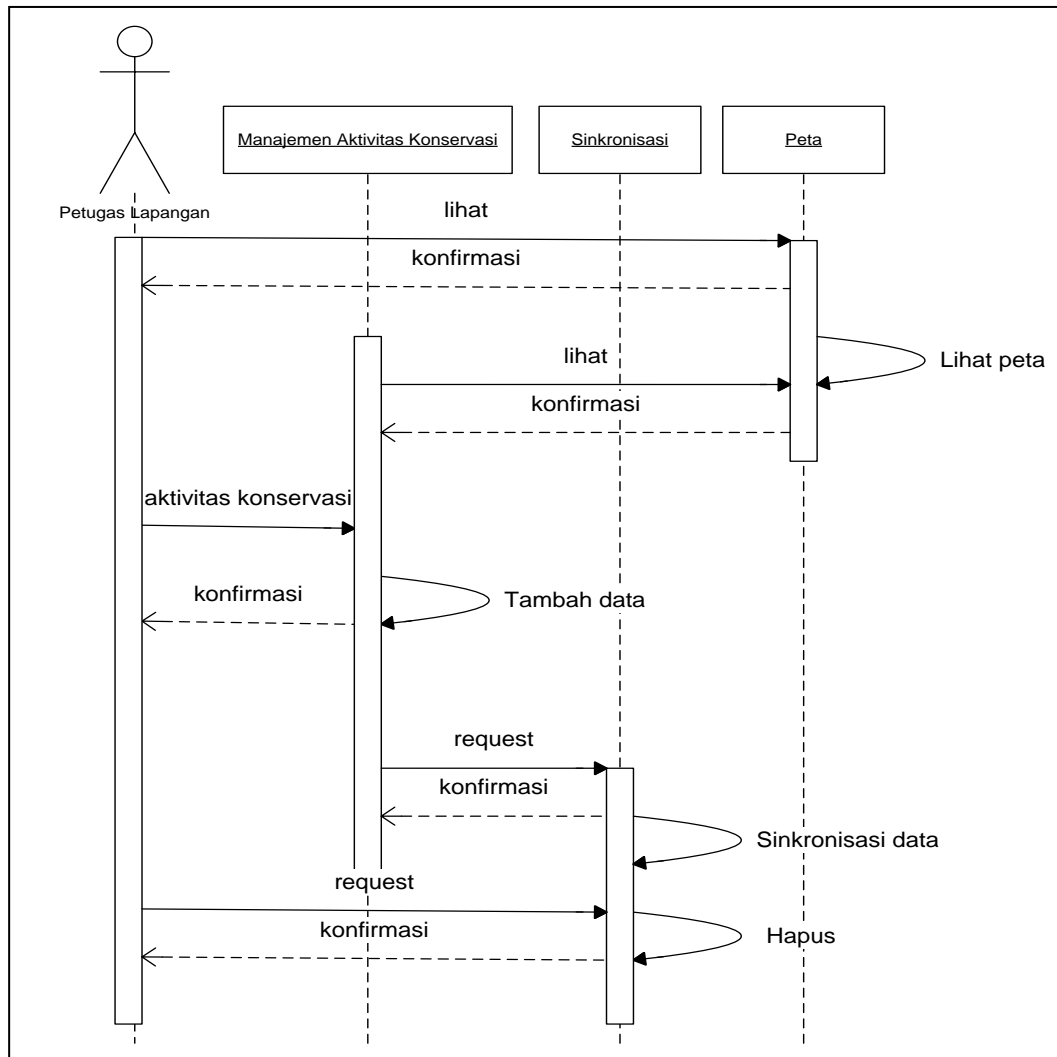 Manajemen Aktivitas Konservasi
Sinkronisasi
Peta
Petugas Lapangan
lihat
konfirmasi
lihat
Lihat peta
konfirmasi
aktivitas konservasi
konfirmasi
Tambah data
request
konfirmasi
Sinkronisasi data
request
konfirmasi
Hapus